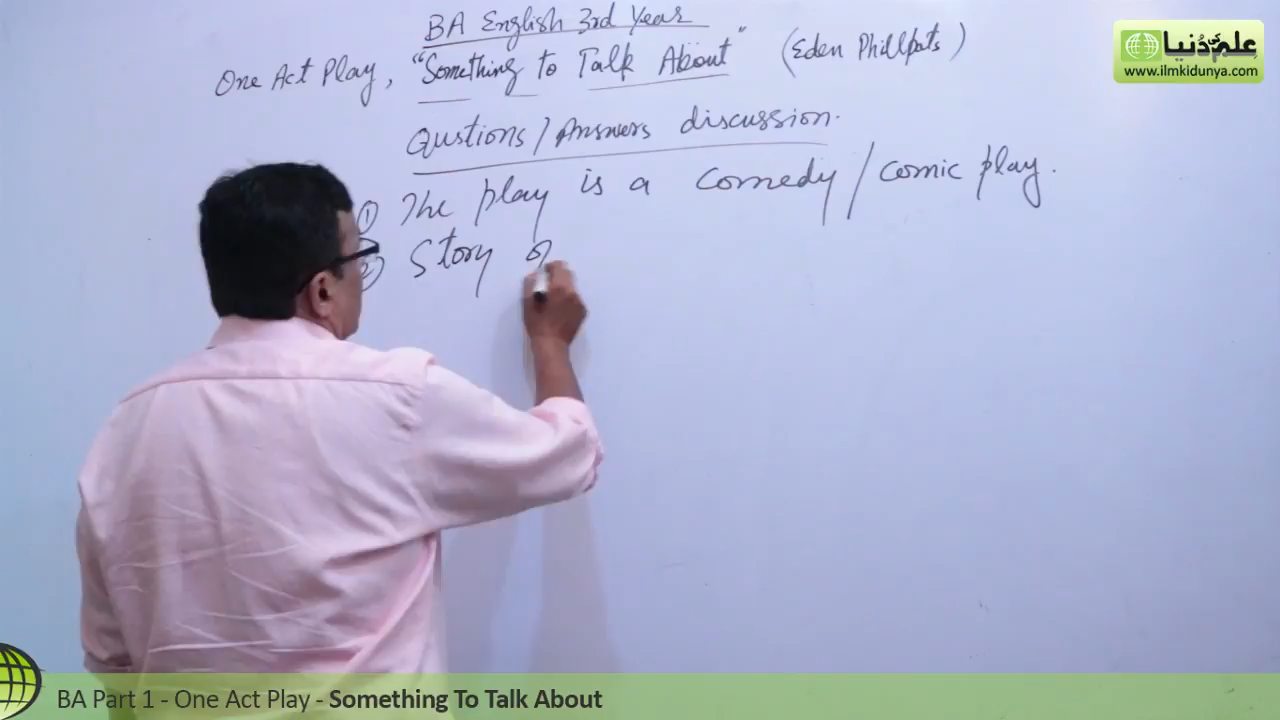 BA English 3rd Year
One Act Play, "Something to Talk About" (Eden Phillpots)
Qustions/Answers discussion.
① The play is a comedy / comic play.
② Story o
علم کی دُنیا
www.ilmkidunya.com
BA Part 1 - One Act Play - Something To Talk About